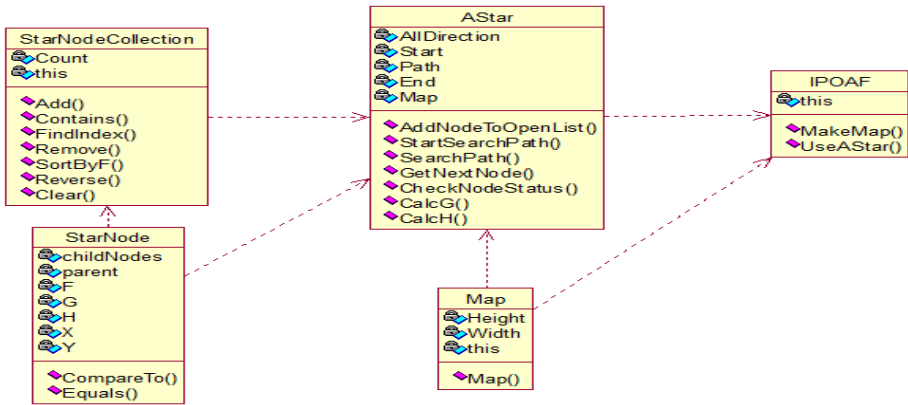 StarNodeCollection
Count
this
Add()
Contains()
FindIndex()
Remove()
SortByF()
Reverse()
Clear()
StarNode
childNodes
parent
F
G
H
X
Y
CompareTo()
Equals()
AStar
AllDirection
Start
Path
End
Map
AddNodeToOpenList()
StartSearchPath()
SearchPath()
GetNextNode()
CheckNodeStatus()
CalcG()
CalcH()
Map
Height
Width
this
Map()
IPOAF
this
MakeMap()
UseAStar()